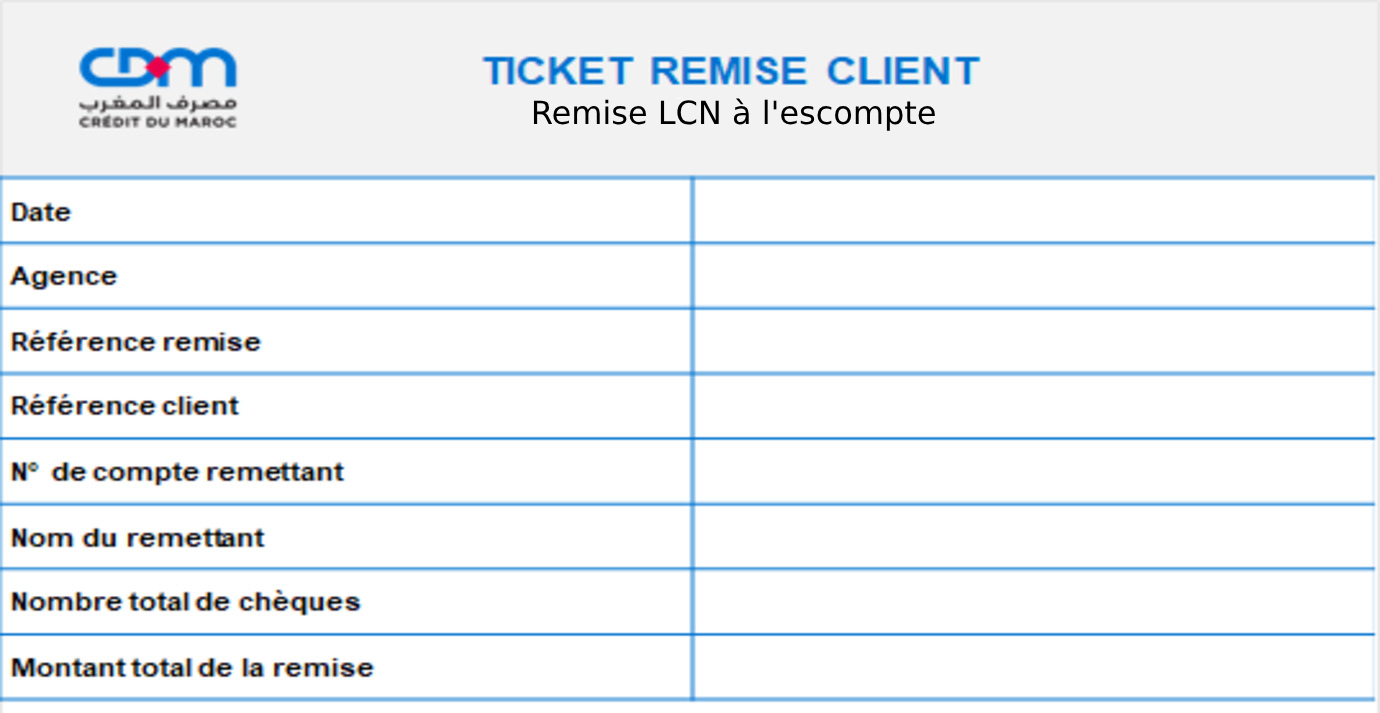 CDM
مصرف المغرب
CRÉDIT DU MAROC
TICKET REMISE CLIENT
Remise LCN à l'escompte
Date
Agence
Référence remise
Référence client
N° de compte remettant
Nom du remettant
Nombre total de chèques
Montant total de la remise